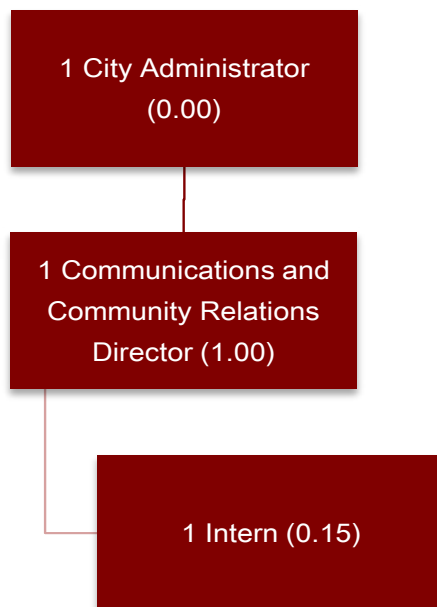 1 City Administrator
(0.00)
1 Communications and
Community Relations
Director (1.00)
1 Intern (0.15)